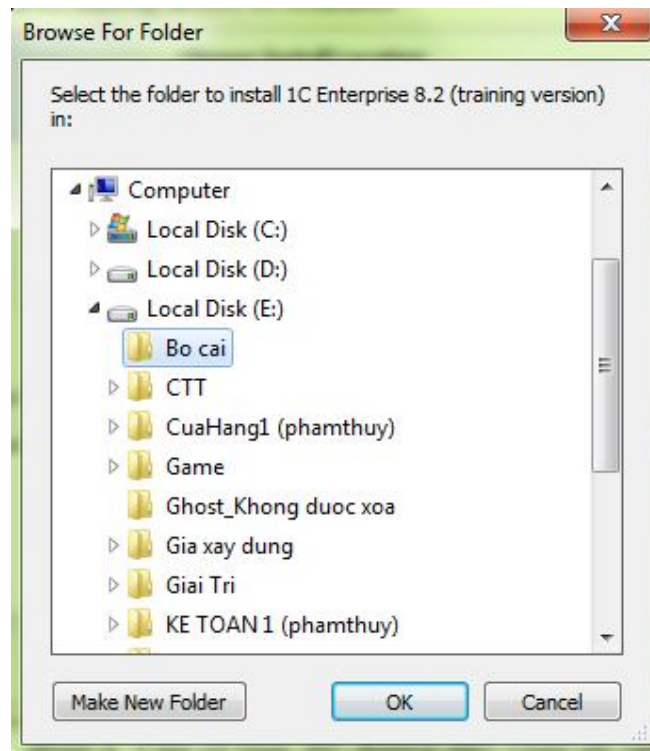 Browse For Folder
Select the folder to install 1C Enterprise 8.2 (training version)
in:
Computer
Local Disk (C:)
Local Disk (D:)
Local Disk (E:)
Bo cai
CTT
CuaHang1 (phamthuy)
Game
Ghost_Khong duoc xoa
Gia xay dung
Giai Tri
KE TOAN 1 (phamthuy)
Make New Folder
OK
Cancel